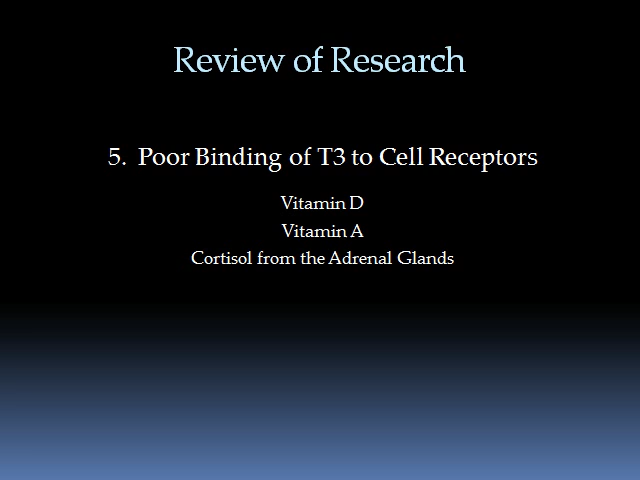 Review of Research
5. Poor Binding of T3 to Cell Receptors
Vitamin D
Vitamin A
Cortisol from the Adrenal Glands